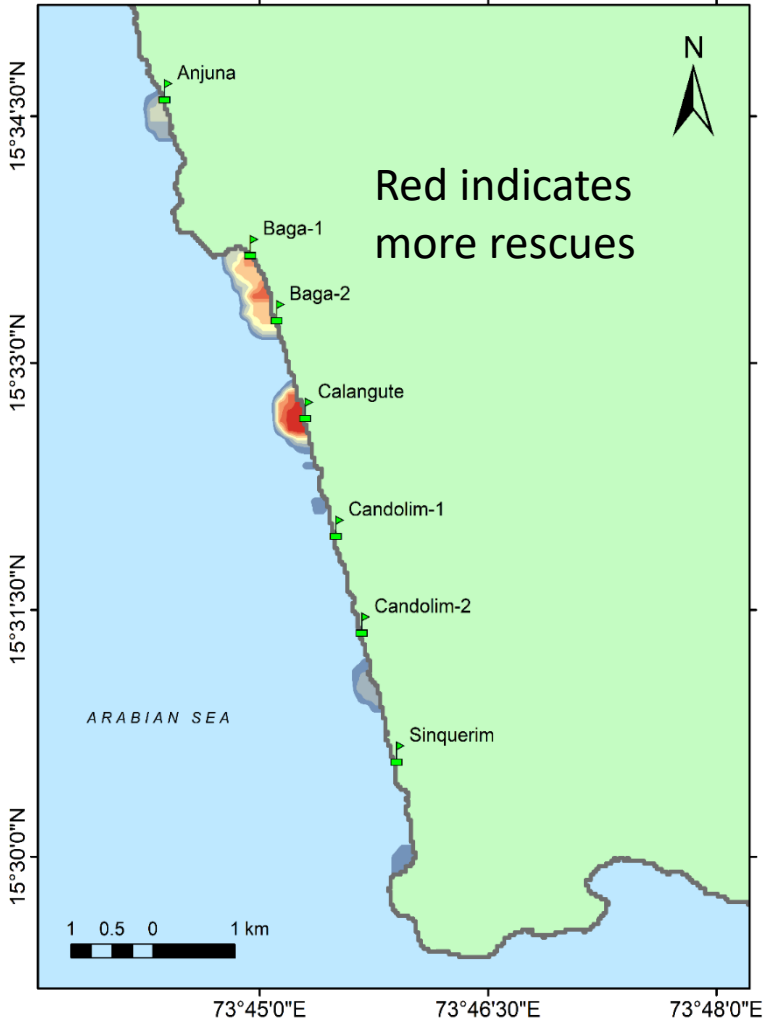 N
Anjuna
15°34'30"N
Red indicates
more rescues
Baga-1
Baga-2
15°33'0"N
Calangute
Candolim-1
15°31'30"N
Candolim-2
ARABIAN SEA
Sinquerim
15°30'0"N
1 0.5 0 1 km
73°45'0"E 73°46'30"E 73°48'0"E